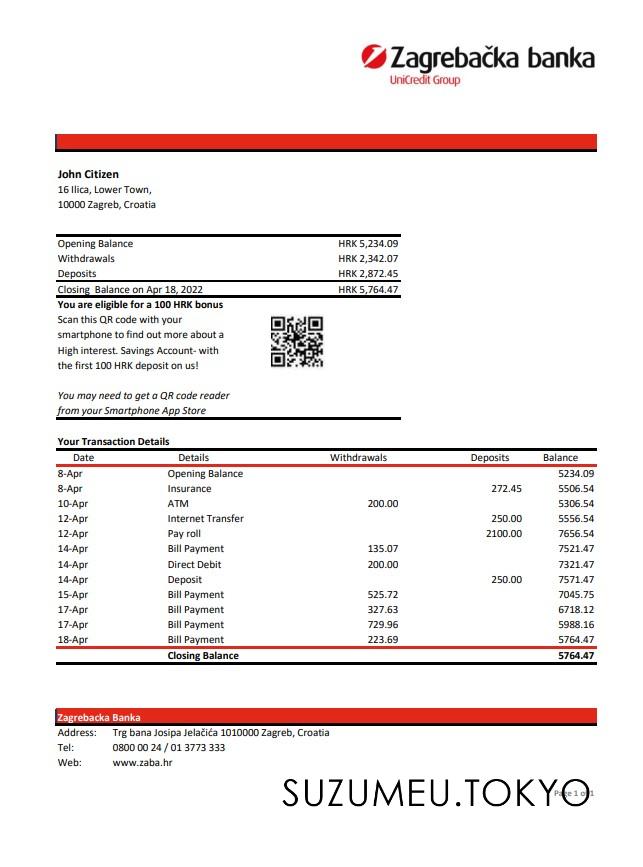 Zagrebačka banka
UniCredit Group
John Citizen
16 Ilica, Lower Town,
10000 Zagreb, Croatia
Opening Balance HRK 5,234.09
Withdrawals HRK 2,342.07
Deposits HRK 2,872.45
Closing Balance on Apr 18, 2022 HRK 5,764.47
You are eligible for a 100 HRK bonus
Scan this QR code with your
smartphone to find out more about a
High interest. Savings Account- with
the first 100 HRK deposit on us!
You may need to get a QR code reader
from your Smartphone App Store
Your Transaction Details
Date Details Withdrawals Deposits Balance
8-Apr Opening Balance 5234.09
8-Apr Insurance 272.45 5506.54
10-Apr ATM 200.00 5306.54
12-Apr Internet Transfer 250.00 5556.54
12-Apr Pay roll 2100.00 7656.54
14-Apr Bill Payment 135.07 7521.47
14-Apr Direct Debit 200.00 7321.47
14-Apr Deposit 250.00 7571.47
15-Apr Bill Payment 525.72 7045.75
17-Apr Bill Payment 327.63 6718.12
17-Apr Bill Payment 729.96 5988.16
18-Apr Bill Payment 223.69 5764.47
Closing Balance 5764.47
Zagrebacka Banka
Address: Trg bana Josipa Jelačića 1010000 Zagreb, Croatia
Tel: 0800 00 24 / 01 3773 333
Web: www.zaba.hr
SUZUMEU.TOKYO
Page 1 of 1